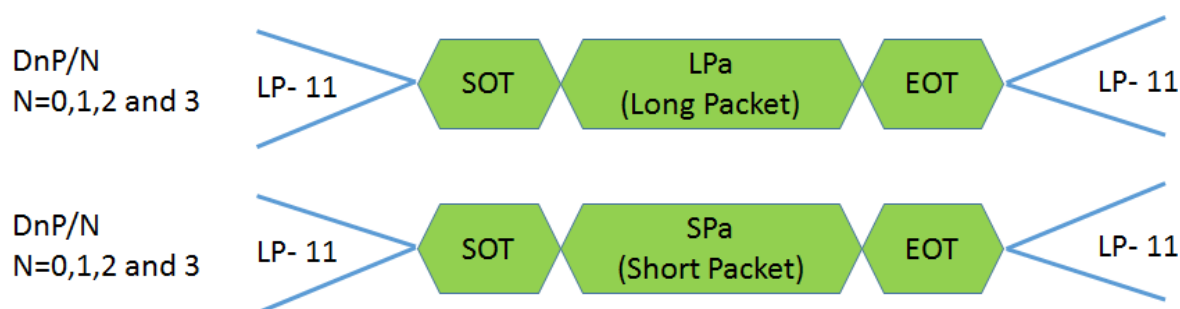 DnP/N
N=0,1,2 and 3
LP- 11
SOT
LPa
(Long Packet)
EOT
LP- 11
DnP/N
N=0,1,2 and 3
LP- 11
SOT
SPa
(Short Packet)
EOT
LP- 11